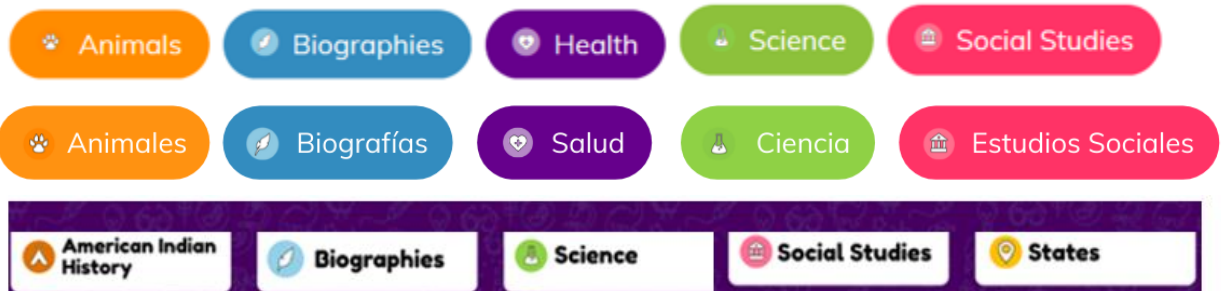 Animals
Biographies
Health
Science
Social Studies
Animales
Biografías
Salud
Ciencia
Estudios Sociales
American Indian
History
Biographies
Science
Social Studies
States